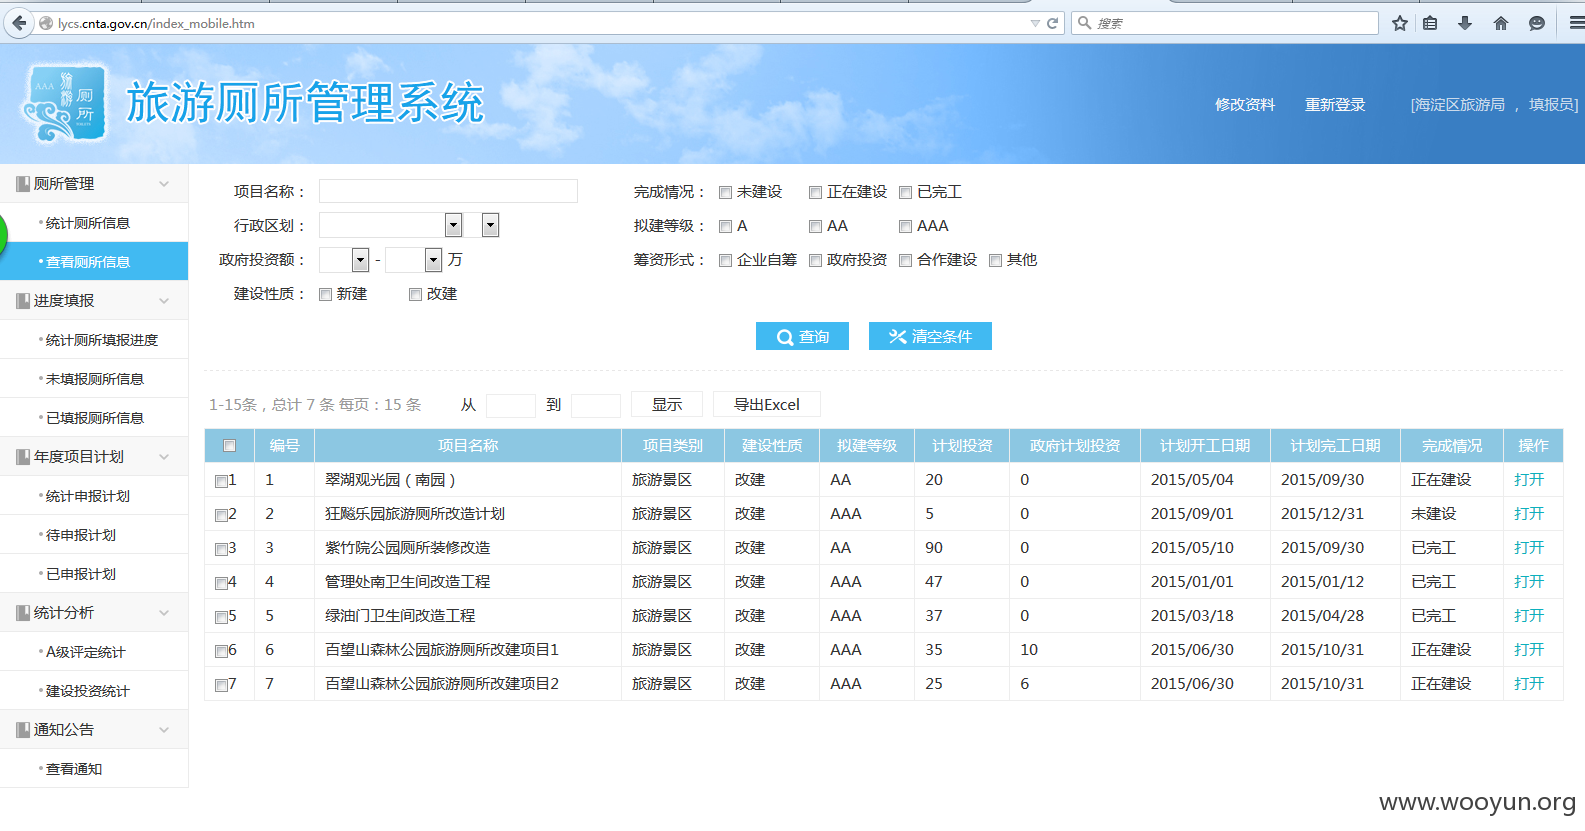 lycs.cnta.gov.cn/index_mobile.htm
搜索
AAA 旅游厕所
旅游厕所管理系统
修改资料 重新登录 [海淀区旅游局 ， 填报员]
厕所管理
统计厕所信息
查看厕所信息
进度填报
统计厕所填报进度
未填报厕所信息
已填报厕所信息
年度项目计划
统计申报计划
待申报计划
已申报计划
统计分析
A级评定统计
建设投资统计
通知公告
查看通知
项目名称： 完成情况： 未建设 正在建设 已完工
行政区划： 拟建等级： A AA AAA
政府投资额： - 万 筹资形式： 企业自筹 政府投资 合作建设 其他
建设性质： 新建 改建
查询 清空条件
1-15条，总计 7 条 每页：15 条 从 到 显示 导出Excel
编号 项目名称 项目类别 建设性质 拟建等级 计划投资 政府计划投资 计划开工日期 计划完工日期 完成情况 操作
1 1 翠湖观光园（南园） 旅游景区 改建 AA 20 0 2015/05/04 2015/09/30 正在建设 打开
2 2 狂飚乐园旅游厕所改造计划 旅游景区 改建 AAA 5 0 2015/09/01 2015/12/31 未建设 打开
3 3 紫竹院公园厕所装修改造 旅游景区 改建 AA 90 0 2015/05/10 2015/09/30 已完工 打开
4 4 管理处南卫生间改造工程 旅游景区 改建 AAA 47 0 2015/01/01 2015/01/12 已完工 打开
5 5 绿油门卫生间改造工程 旅游景区 改建 AAA 37 0 2015/03/18 2015/04/28 已完工 打开
6 6 百望山森林公园旅游厕所改建项目1 旅游景区 改建 AAA 35 10 2015/06/30 2015/10/31 正在建设 打开
7 7 百望山森林公园旅游厕所改建项目2 旅游景区 改建 AAA 25 6 2015/06/30 2015/10/31 正在建设 打开
www.wooyun.org